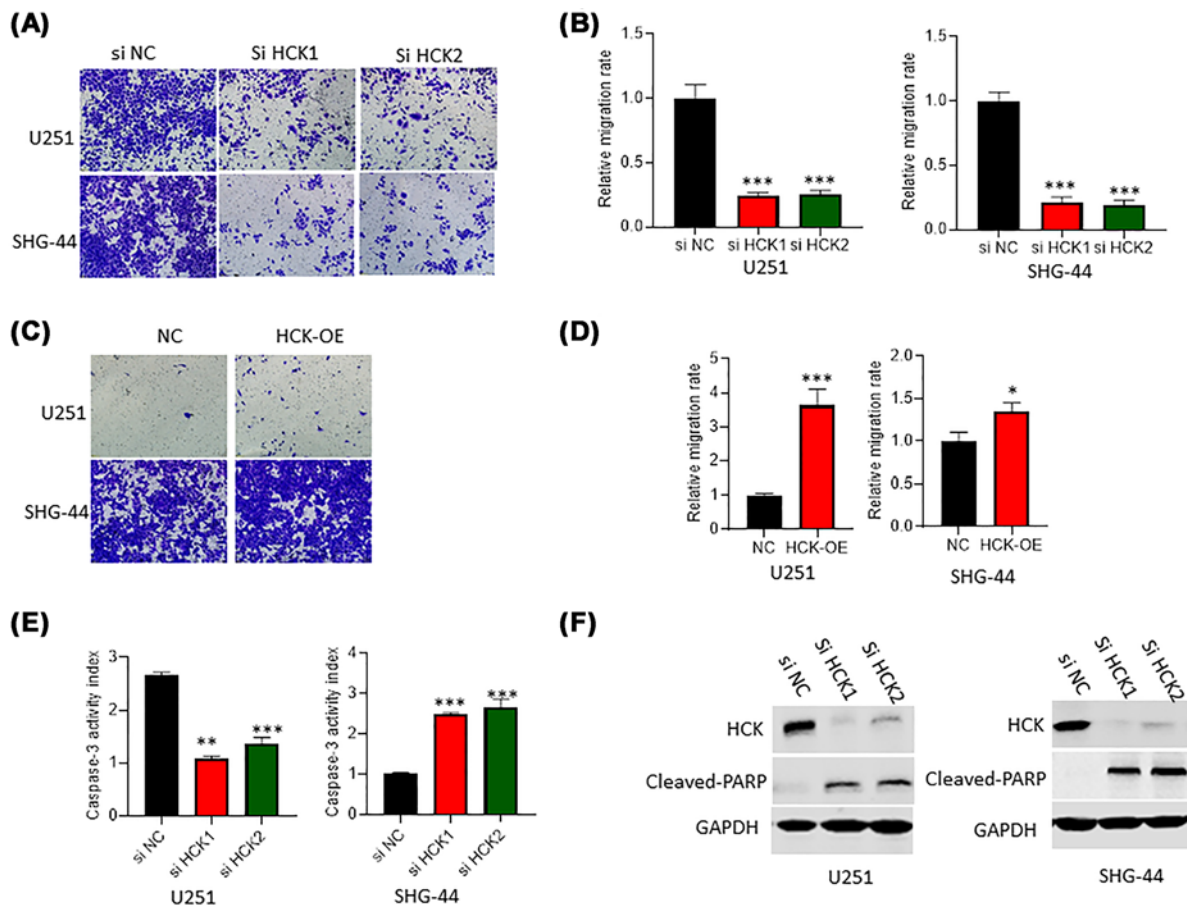 (A)
si NC Si HCK1 Si HCK2
U251
SHG-44
(B)
Relative migration rate
1.5
1.0
0.5
0.0
si NC si HCK1 si HCK2
U251
Relative migration rate
1.5
1.0
0.5
0.0
si NC si HCK1 si HCK2
SHG-44
*** ***
*** ***
(C)
NC HCK-OE
U251
SHG-44
(D)
Relative migration rate
5
4
3
2
1
0
***
NC HCK-OE
U251
Relative migration rate
2.0
1.5
1.0
0.5
0.0
*
NC HCK-OE
SHG-44
(E)
Caspase-3 activity index
3
2
1
0
** ***
si NC
si HCK1
si HCK2
U251
Caspase-3 activity index
4
3
2
1
0
*** ***
si NC
si HCK1
si HCK2
SHG-44
(F)
si NC Si HCK1 Si HCK2
HCK
Cleaved-PARP
GAPDH
U251
si NC Si HCK1 Si HCK2
HCK
Cleaved-PARP
GAPDH
SHG-44